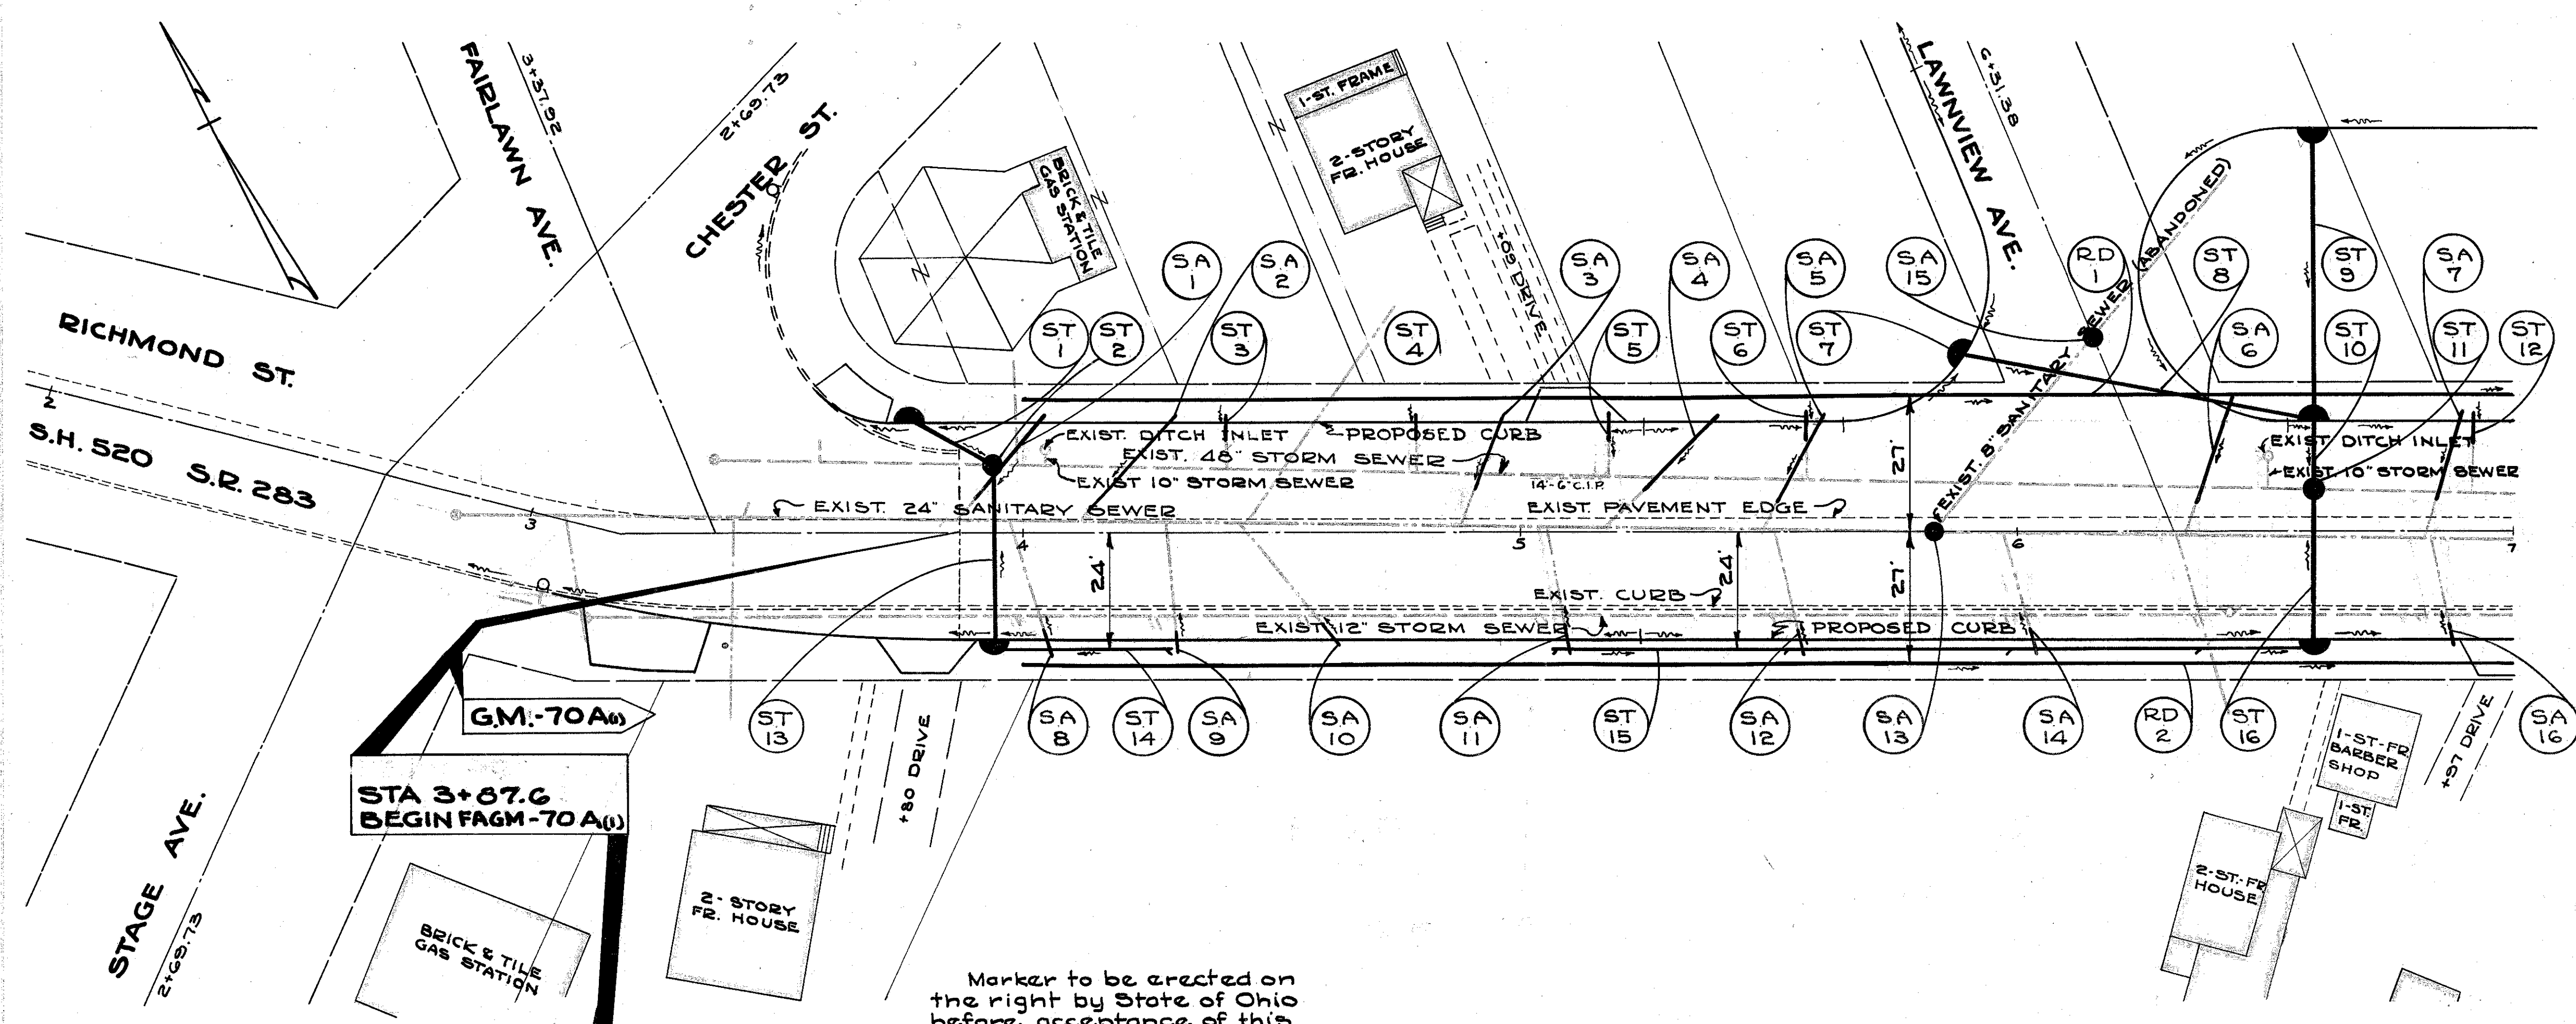 FAIRLAWN AVE.
3+37.92
2+69.73
CHESTER ST.
BRICK & TILE
GAS STATION
1-ST. FRAME
2-STORY
FR. HOUSE
+09 DRIVE
LAWNVIEW AVE.
6+31.38
RICHMOND ST.
S.H. 520 S.R. 283
2
3
4
5
6
7
SA
1
SA
2
SA
3
SA
4
SA
5
SA
15
RD
1
ST
8
ST
9
SA
7
ST
1
ST
2
ST
3
ST
4
ST
5
ST
6
ST
7
SA
6
ST
10
ST
11
ST
12
EXIST. 8" SANITARY SEWER (ABANDONED)
EXIST. DITCH INLET
PROPOSED CURB
EXIST. 48" STORM SEWER
EXIST 10" STORM SEWER
EXIST. 24" SANITARY SEWER
14'-6" C.I.P.
EXIST. PAVEMENT EDGE
EXIST DITCH INLET
EXIST 10" STORM SEWER
27'
24'
24'
27'
EXIST. CURB
EXIST 12" STORM SEWER
PROPOSED CURB
G.M.-70A(1)
STA 3+87.6
BEGIN FAGM-70A(1)
ST
13
SA
8
ST
14
SA
9
SA
10
SA
11
ST
15
SA
12
SA
13
SA
14
RD
2
ST
16
SA
16
+80 DRIVE
+97 DRIVE
1-ST-FR
BARBER
SHOP
1-ST.
FR.
2-ST.-FR
HOUSE
STAGE AVE.
2+69.73
BRICK & TILE
GAS STATION
2-STORY
FR. HOUSE
Marker to be erected on
the right by State of Ohio
before acceptance of this